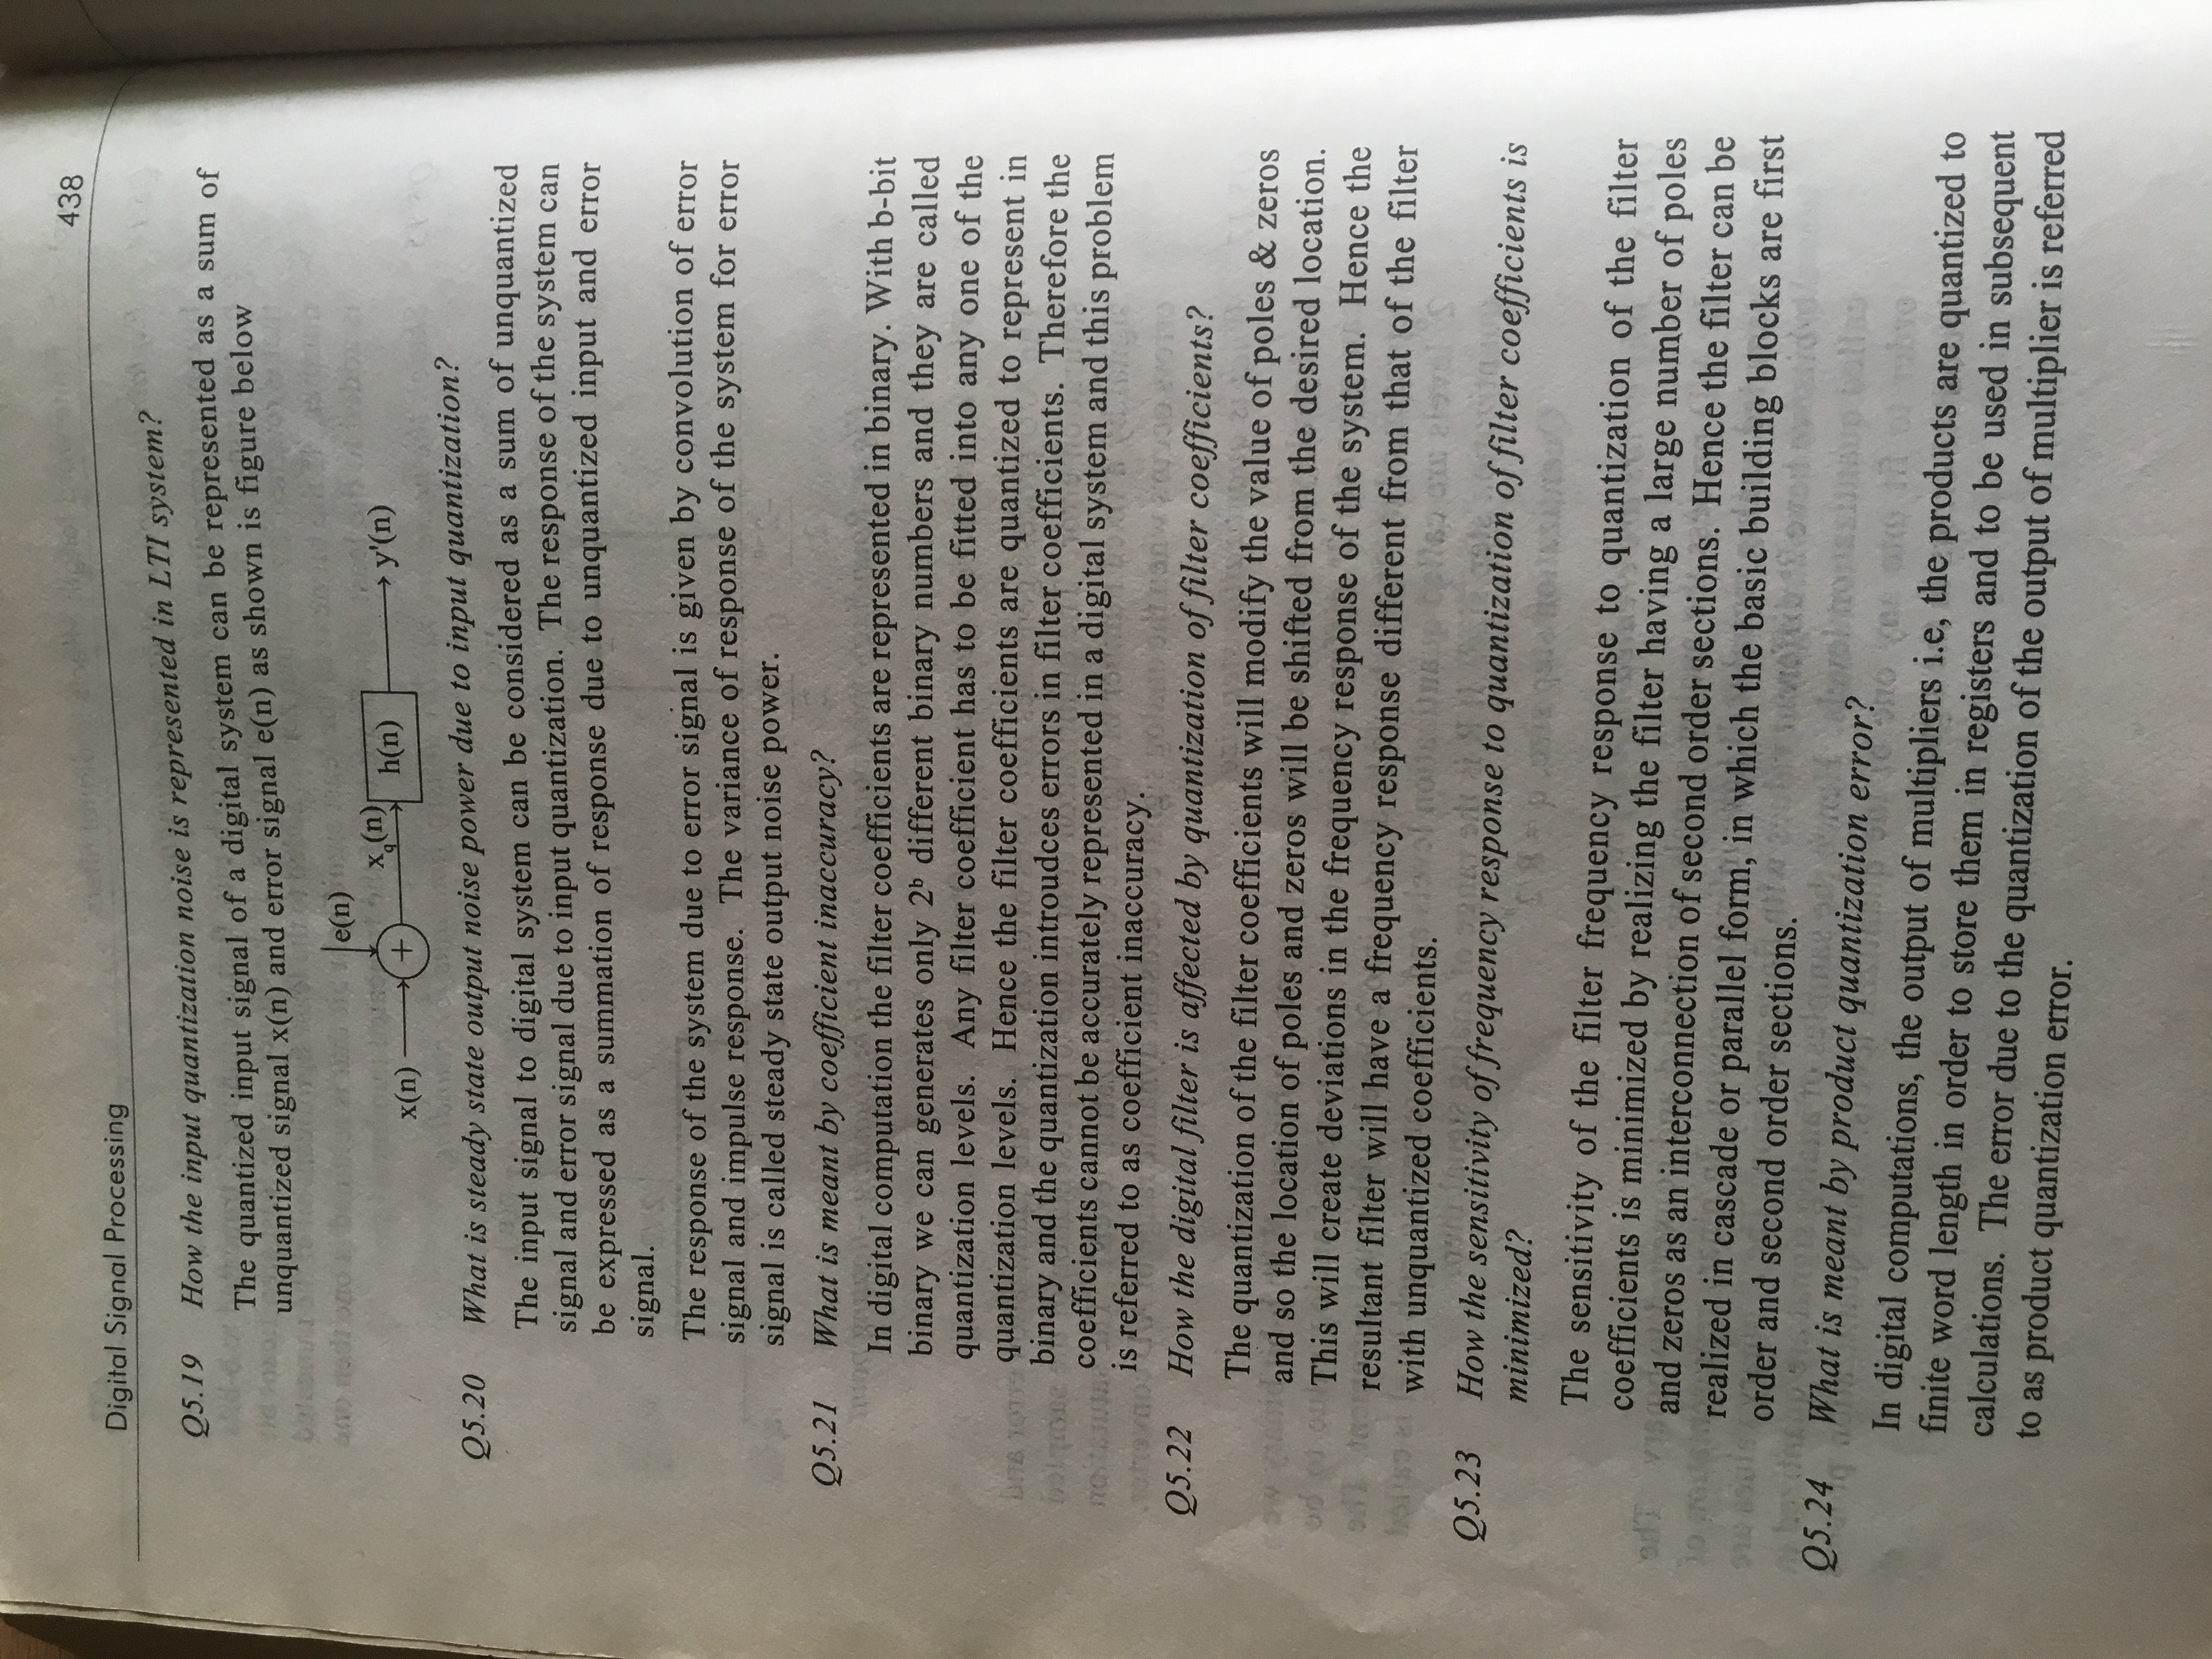 438
Digital Signal Processing
Q5.19 How the input quantization noise is represented in LTI system?
The quantized input signal of a digital system can be represented as a sum of
unquantized signal x(n) and error signal e(n) as shown is figure below
e(n)
x(n) + xq(n) h(n) y'(n)
Q5.20 What is steady state output noise power due to input quantization?
The input signal to digital system can be considered as a sum of unquantized
signal and error signal due to input quantization. The response of the system can
be expressed as a summation of response due to unquantized input and error
signal.
The response of the system due to error signal is given by convolution of error
signal and impulse response. The variance of response of the system for error
signal is called steady state output noise power.
Q5.21 What is meant by coefficient inaccuracy?
In digital computation the filter coefficients are represented in binary. With b-bit
binary we can generates only 2ᵇ different binary numbers and they are called
quantization levels. Any filter coefficient has to be fitted into any one of the
quantization levels. Hence the filter coefficients are quantized to represent in
binary and the quantization introudces errors in filter coefficients. Therefore the
coefficients cannot be accurately represented in a digital system and this problem
is referred to as coefficient inaccuracy.
Q5.22 How the digital filter is affected by quantization of filter coefficients?
The quantization of the filter coefficients will modify the value of poles & zeros
and so the location of poles and zeros will be shifted from the desired location.
This will create deviations in the frequency response of the system. Hence the
resultant filter will have a frequency response different from that of the filter
with unquantized coefficients.
Q5.23 How the sensitivity of frequency response to quantization of filter coefficients is
minimized?
The sensitivity of the filter frequency response to quantization of the filter
coefficients is minimized by realizing the filter having a large number of poles
and zeros as an interconnection of second order sections. Hence the filter can be
realized in cascade or parallel form, in which the basic building blocks are first
order and second order sections.
Q5.24 What is meant by product quantization error?
In digital computations, the output of multipliers i.e, the products are quantized to
finite word length in order to store them in registers and to be used in subsequent
calculations. The error due to the quantization of the output of multiplier is referred
to as product quantization error.